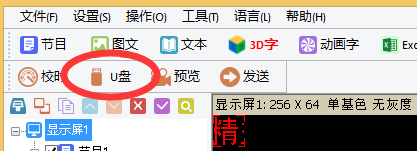 文件(F) 设置(S) 操作(O) 工具(T) 语言(L) 帮助(H)
节目 图文 文本 3D字 动画字
校时 U盘 预览 发送
显示屏1: 256 X 64 单基色 无灰度
显示屏1
精
节目1